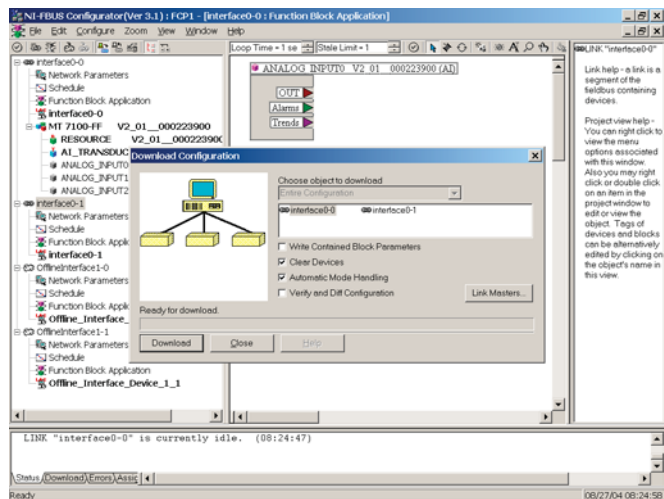 NI-FBUS Configurator(Ver 3.1) : FCP1 - [interface0-0 : Function Block Application]
File Edit Configure Zoom View Window Help
Loop Time = 1 se Stale Limit = 1
interface0-0
Network Parameters
Schedule
Function Block Application
interface0-0
MT 7100-FF V2_01__000223900
RESOURCE V2_01__00022390(
AI_TRANSDUC
ANALOG_INPUT0
ANALOG_INPUT1
ANALOG_INPUT2
interface0-1
Network Parameters
Schedule
Function Block Applic
interface0-1
OfflineInterface1-0
Network Parameters
Schedule
Function Block Applic
Offline_Interface_
OfflineInterface1-1
Network Parameters
Schedule
Function Block Application
Offline_Interface_Device_1_1
ANALOG_INPUT0_V2_01__000223900 (AI)
OUT
Alarms
Trends
Download Configuration
Choose object to download
Entire Configuration
interface0-0 interface0-1
Write Contained Block Parameters
Clear Devices
Automatic Mode Handling
Verify and Diff Configuration
Link Masters...
Ready for download.
Download Close Help
LINK "interface0-0"
Link help - a link is a
segment of the
fieldbus containing
devices.
Project view help -
You can right click to
view the menu
options associated
with this window.
Also you may right
click or double click
on an item in the
project window to
edit or view the
object. Tags of
devices and blocks
can be alternatively
edited by clicking on
the object's name in
this view.
LINK "interface0-0" is currently idle. (08:24:47)
Status Download Errors Assig
Ready
08/27/04 08:24:58